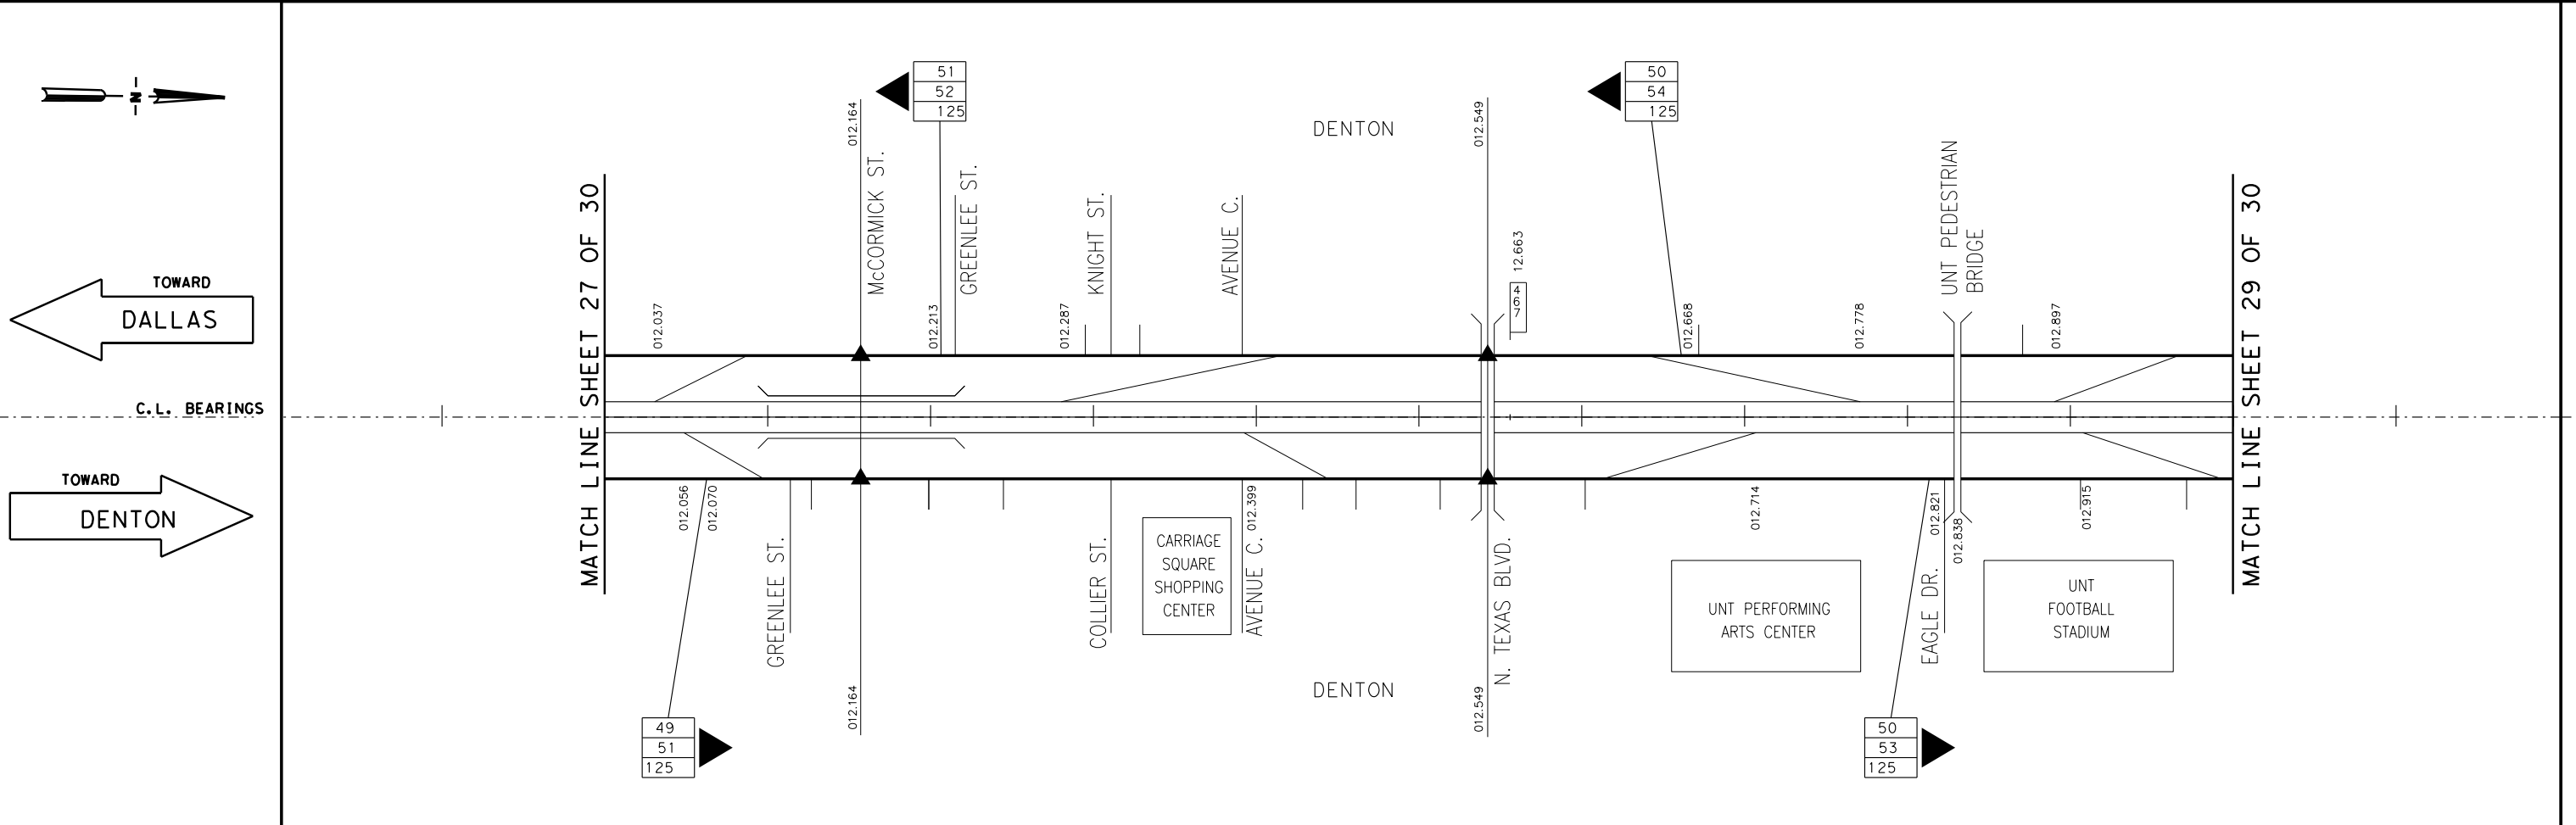 N
TOWARD
DALLAS
C.L. BEARINGS
TOWARD
DENTON
MATCH LINE SHEET 27 OF 30
51
52
125
50
54
125
DENTON
012.164
McCORMICK ST.
GREENLEE ST.
KNIGHT ST.
AVENUE C.
012.549
467
12.663
UNT PEDESTRIAN
BRIDGE
012.037
012.213
012.287
012.668
012.778
012.897
012.056
012.070
012.399
012.714
012.821
012.838
012.915
GREENLEE ST.
012.164
COLLIER ST.
CARRIAGE
SQUARE
SHOPPING
CENTER
AVENUE C.
012.549
N. TEXAS BLVD.
UNT PERFORMING
ARTS CENTER
EAGLE DR.
UNT
FOOTBALL
STADIUM
DENTON
49
51
125
50
53
125
MATCH LINE SHEET 29 OF 30